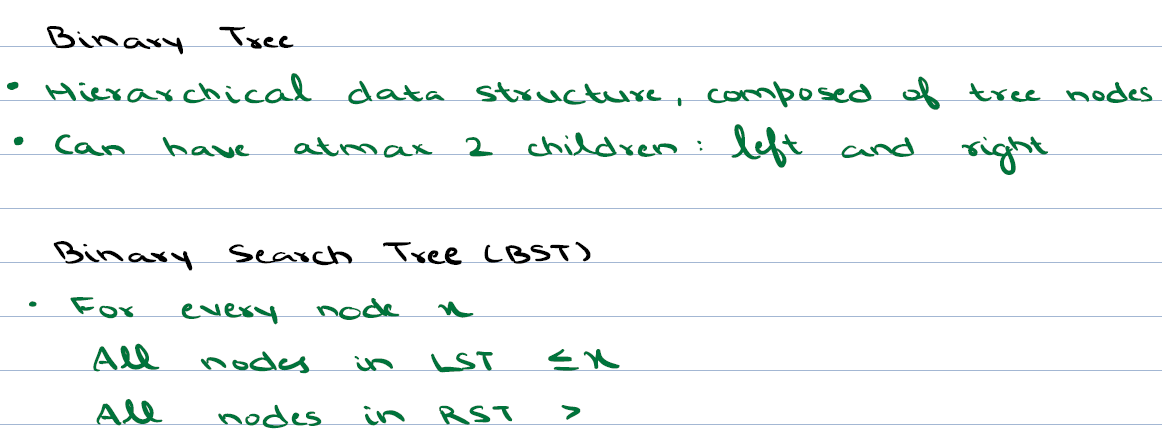 Binary Tree
• Hierarchical data structure, composed of tree nodes
• Can have atmax 2 children: left and right
Binary Search Tree (BST)
• For every node x
All nodes in LST ≤x
All nodes in RST >